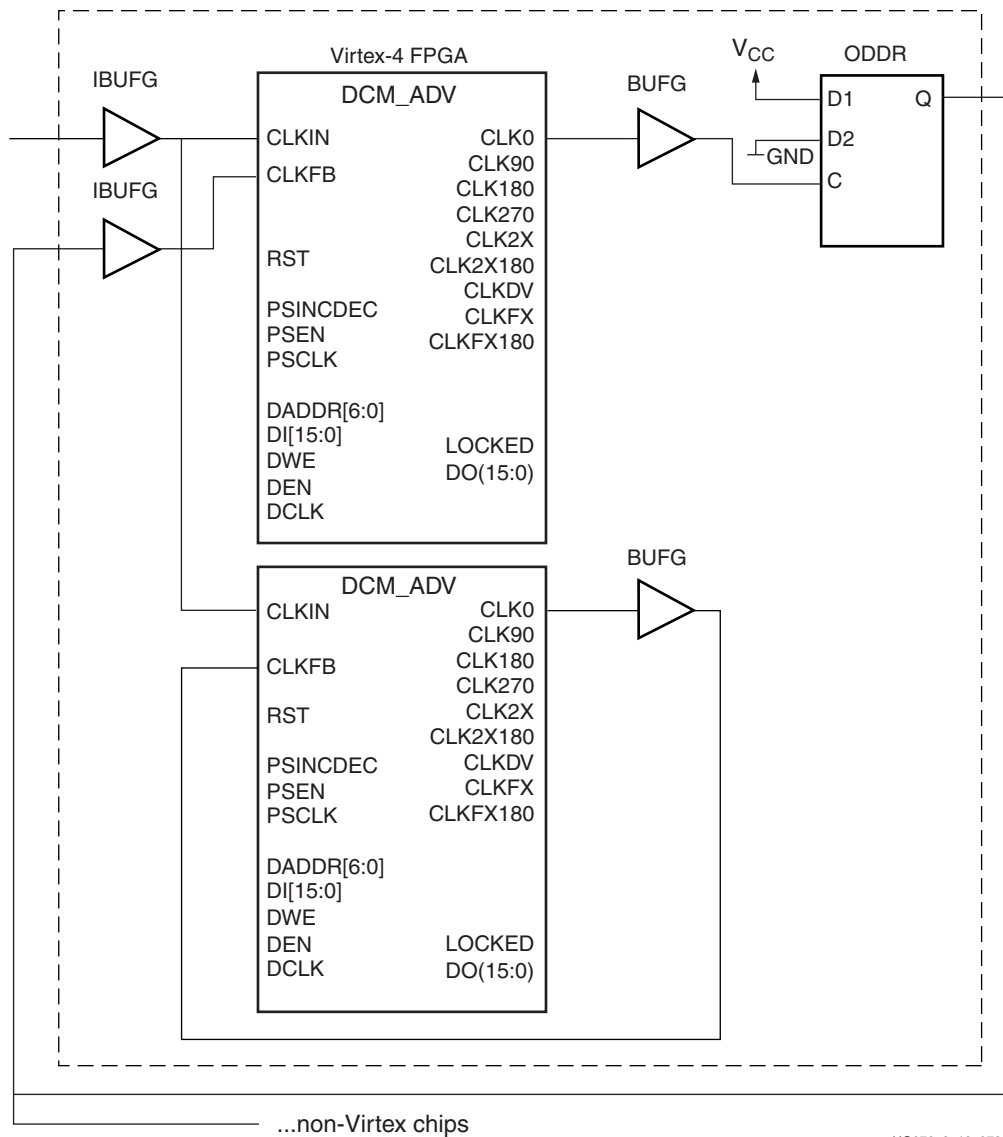 Virtex-4 FPGA
IBUFG
IBUFG
DCM_ADV
CLKIN
CLKFB
RST
PSINCDEC
PSEN
PSCLK
DADDR[6:0]
DI[15:0]
DWE
DEN
DCLK
CLK0
CLK90
CLK180
CLK270
CLK2X
CLK2X180
CLKDV
CLKFX
CLKFX180
LOCKED
DO(15:0)
BUFG
VCC
GND
ODDR
D1
D2
C
Q
DCM_ADV
CLKIN
CLKFB
RST
PSINCDEC
PSEN
PSCLK
DADDR[6:0]
DI[15:0]
DWE
DEN
DCLK
CLK0
CLK90
CLK180
CLK270
CLK2X
CLK2X180
CLKDV
CLKFX
CLKFX180
LOCKED
DO(15:0)
BUFG
...non-Virtex chips